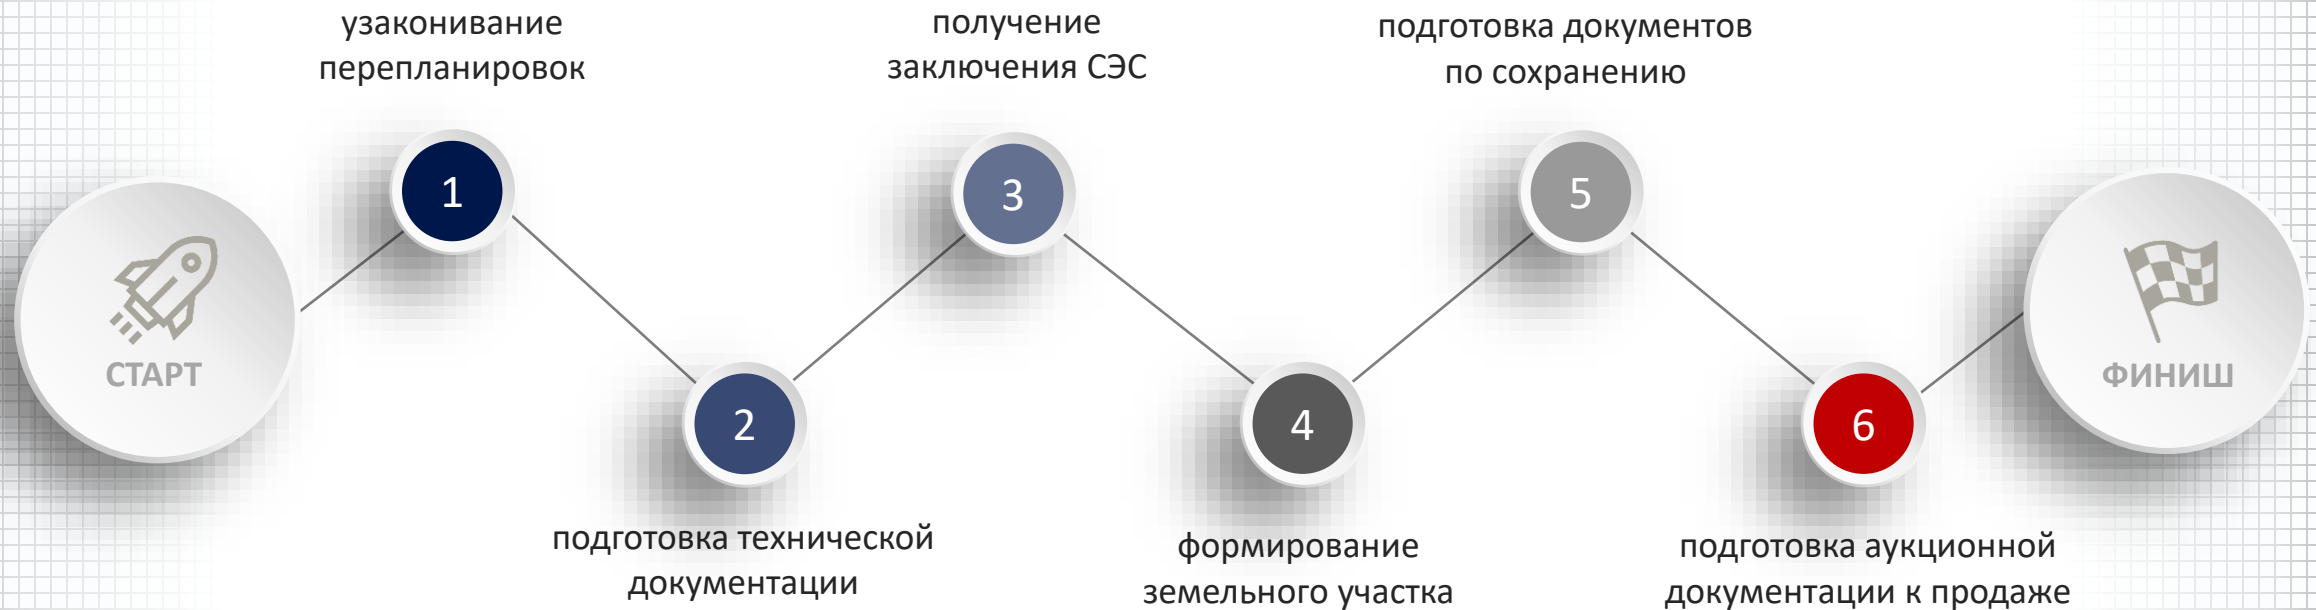 узаконивание
перепланировок
получение
заключения СЭС
подготовка документов
по сохранению
1
3
5
СТАРТ
ФИНИШ
2
4
6
подготовка технической
документации
формирование
земельного участка
подготовка аукционной
документации к продаже